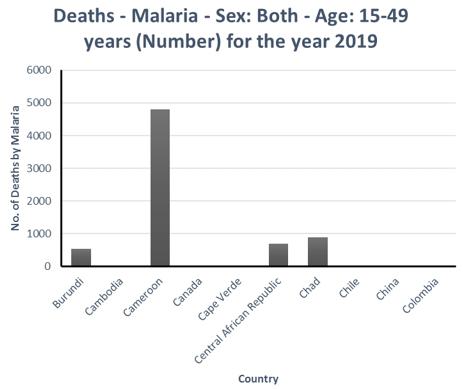 Deaths - Malaria - Sex: Both - Age: 15-49
years (Number) for the year 2019
No. of Deaths by Malaria
6000
5000
4000
3000
2000
1000
0
Burundi
Cambodia
Cameroon
Canada
Cape Verde
Central African Republic
Chad
Chile
China
Colombia
Country